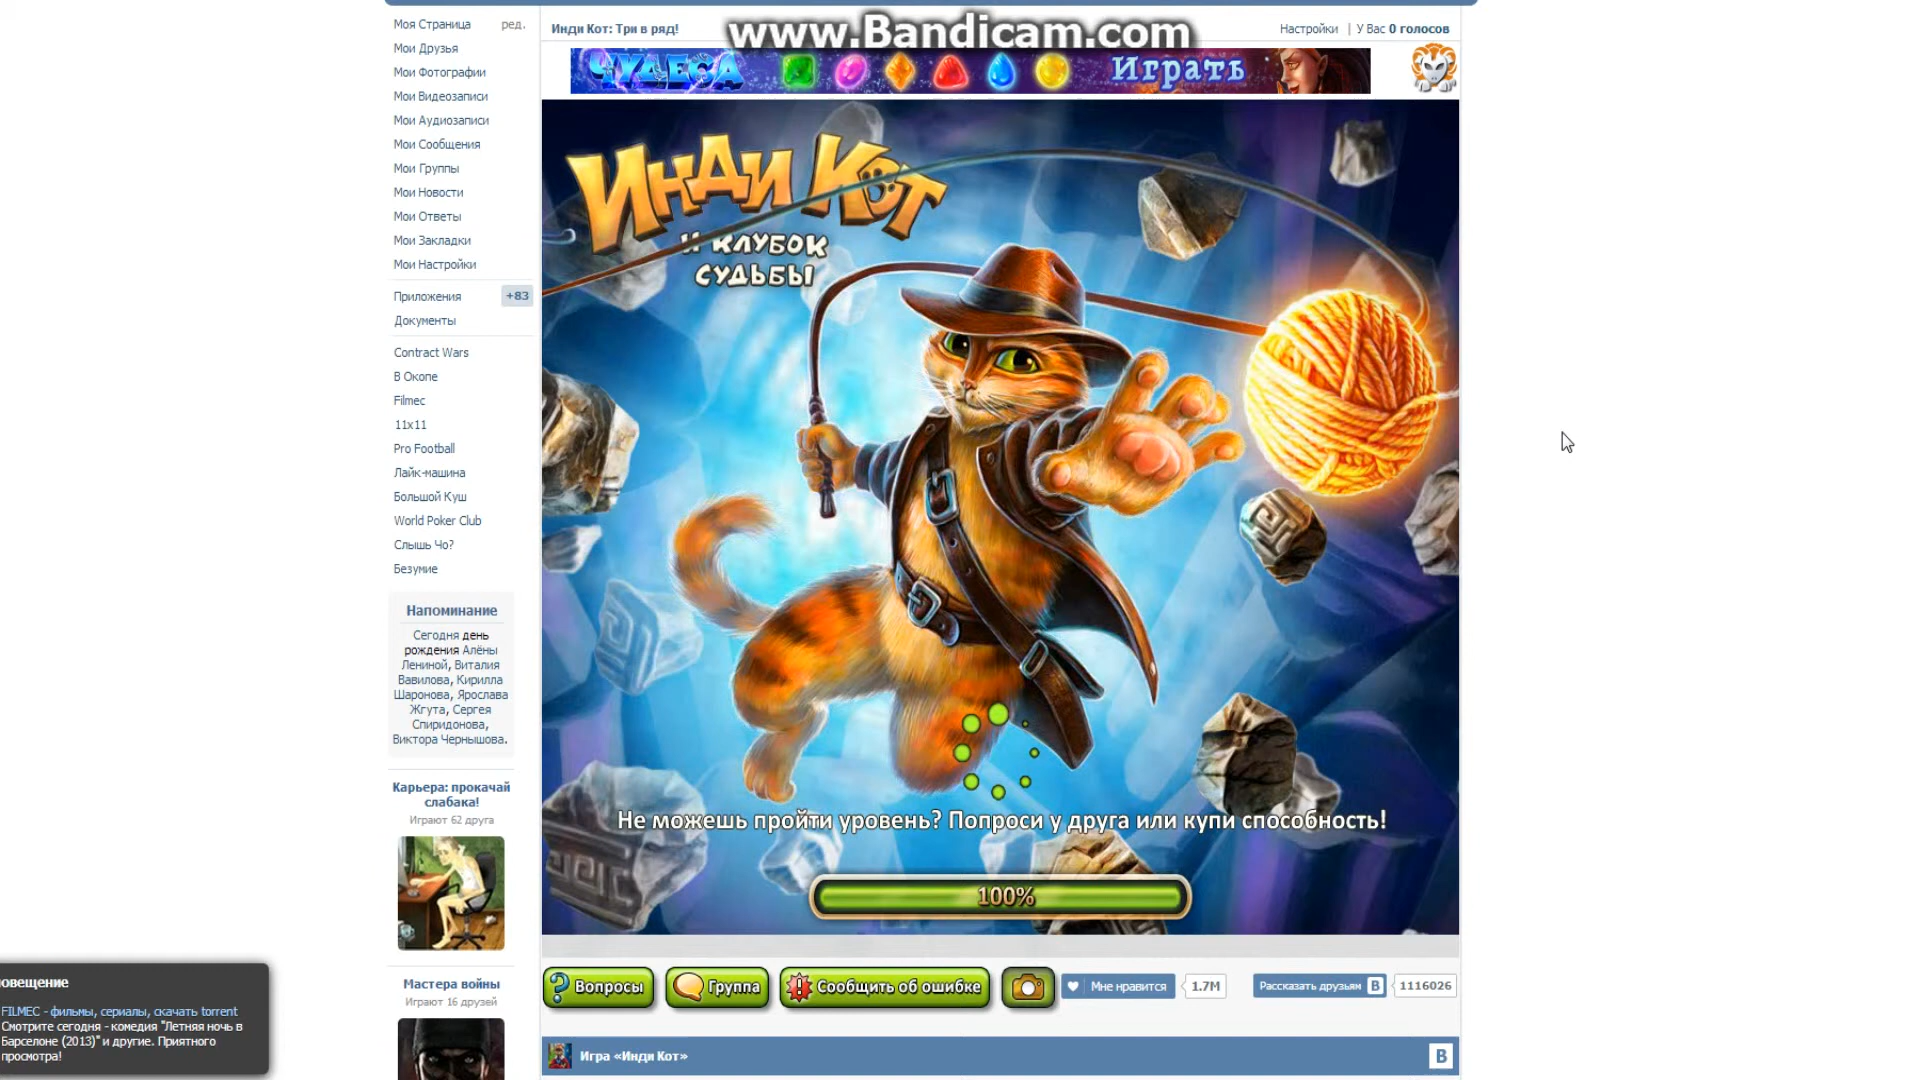 www.Bandicam.com
Моя Страница
ред.
Мои Друзья
Мои Фотографии
Мои Видеозаписи
Мои Аудиозаписи
Мои Сообщения
Мои Группы
Мои Новости
Мои Ответы
Мои Закладки
Мои Настройки
Приложения
+83
Документы
Contract Wars
В Окопе
Filmec
11x11
Pro Football
Лайк-машина
Большой Куш
World Poker Club
Слышь Чо?
Безумие
Напоминание
Сегодня день
рождения Алёны
Лениной, Виталия
Вавилова, Кирилла
Шаронова, Ярослава
Жгута, Сергея
Спиридонова,
Виктора Чернышова.
Карьера: прокачай
слабака!
Играют 62 друга
Мастера войны
Играют 16 друзей
Инди Кот: Три в ряд!
Настройки | У Вас 0 голосов
ЧУДЕСА
Играть
Инди Кот
и клубок
судьбы
Не можешь пройти уровень? Попроси у друга или купи способность!
100%
Вопросы
Группа
Сообщить об ошибке
Мне нравится
1.7M
Рассказать друзьям В
1116026
Игра «Инди Кот»
В
овещение
FILMEC - фильмы, сериалы, скачать torrent
Смотрите сегодня - комедия "Летняя ночь в
Барселоне (2013)" и другие. Приятного
просмотра!